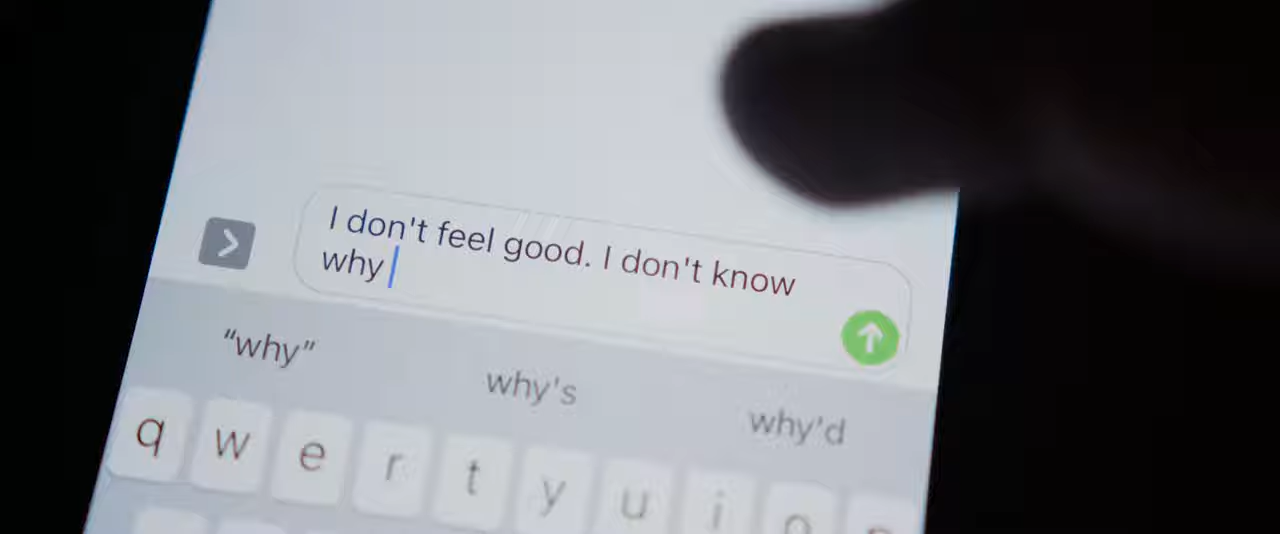 I don't feel good. I don't know
why
“why” why's why'd
q w e r t y u i o